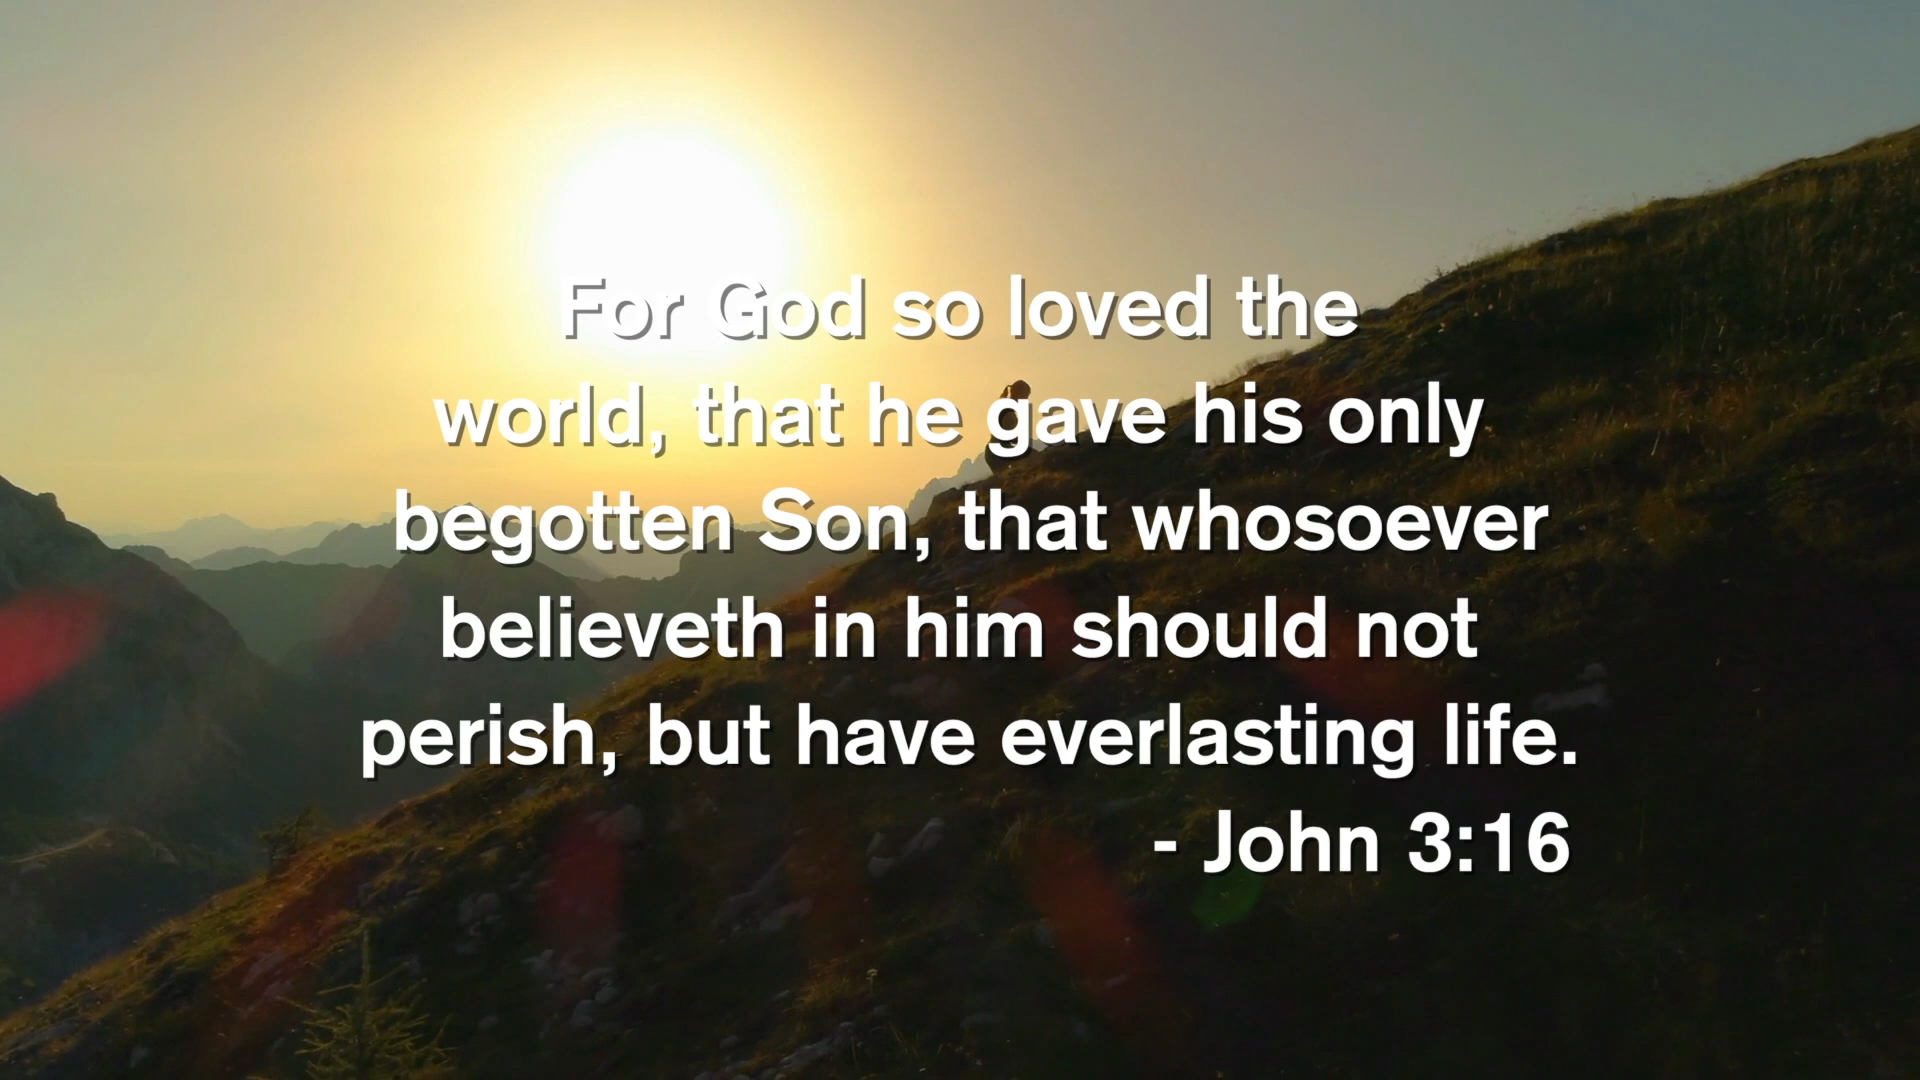 For God so loved the
world, that he gave his only
begotten Son, that whosoever
believeth in him should not
perish, but have everlasting life.
- John 3:16